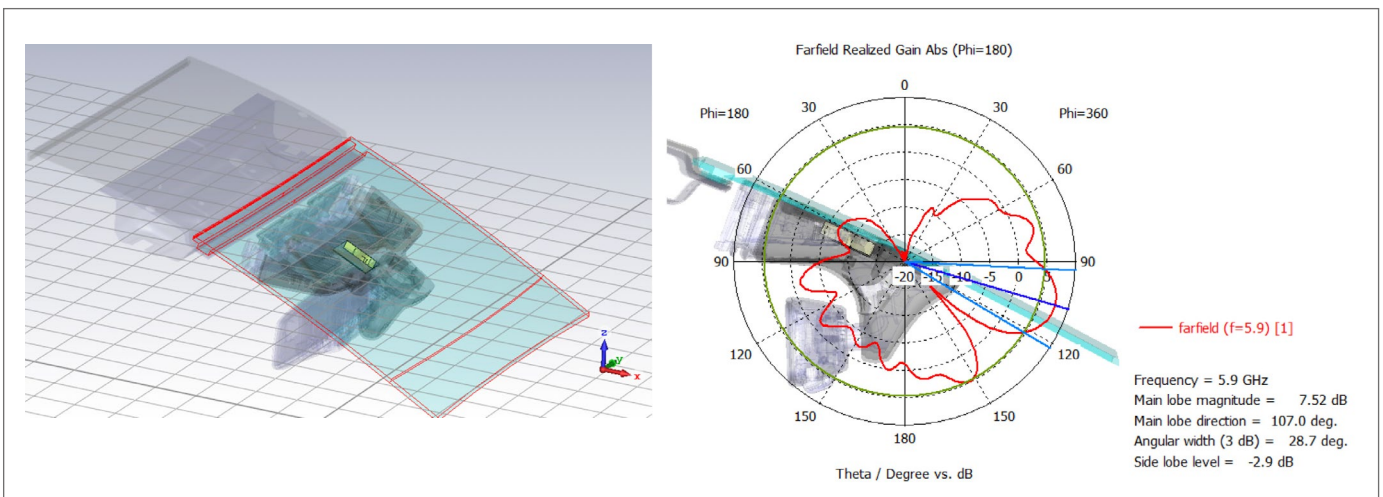 Farfield Realized Gain Abs (Phi=180)
0
Phi=180
30
30
Phi=360
60
60
90
-20
-15
-10
-5
0
5
90
120
120
150
150
180
Theta / Degree vs. dB
farfield (f=5.9) [1]
Frequency = 5.9 GHz
Main lobe magnitude = 7.52 dB
Main lobe direction = 107.0 deg.
Angular width (3 dB) = 28.7 deg.
Side lobe level = -2.9 dB
z
y
x